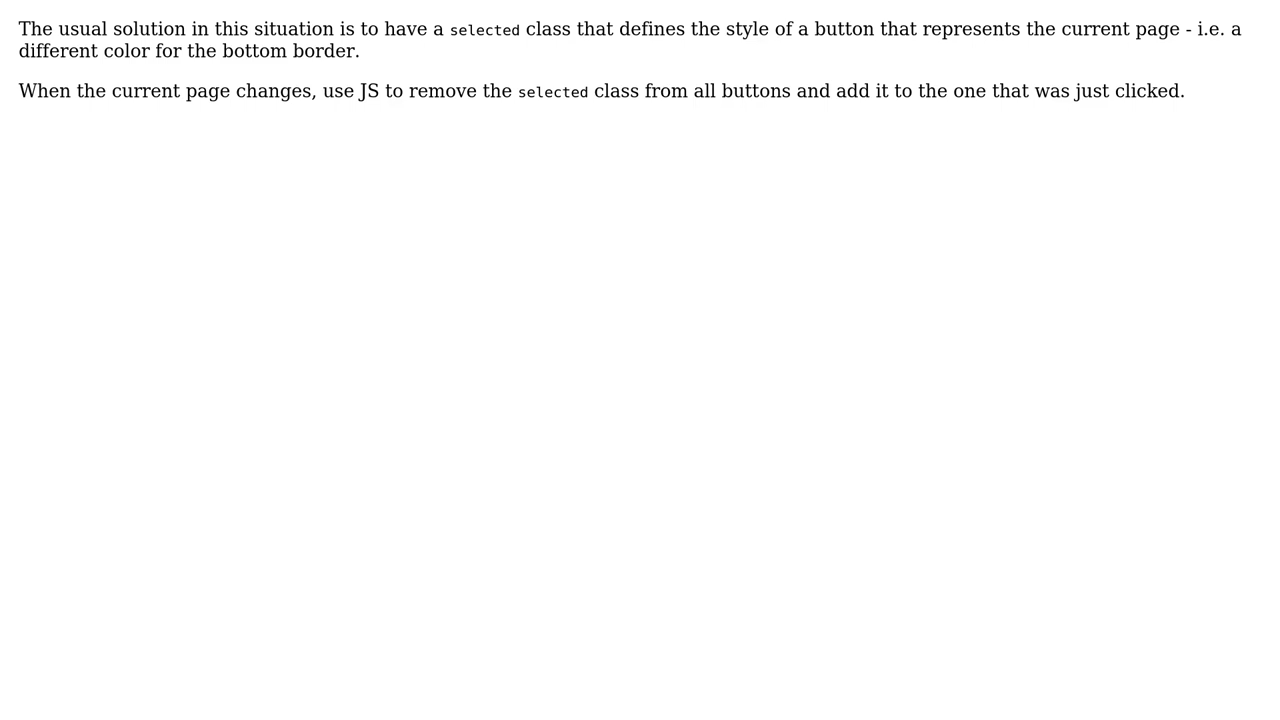 The usual solution in this situation is to have a selected class that defines the style of a button that represents the current page - i.e. a
different color for the bottom border.
When the current page changes, use JS to remove the selected class from all buttons and add it to the one that was just clicked.